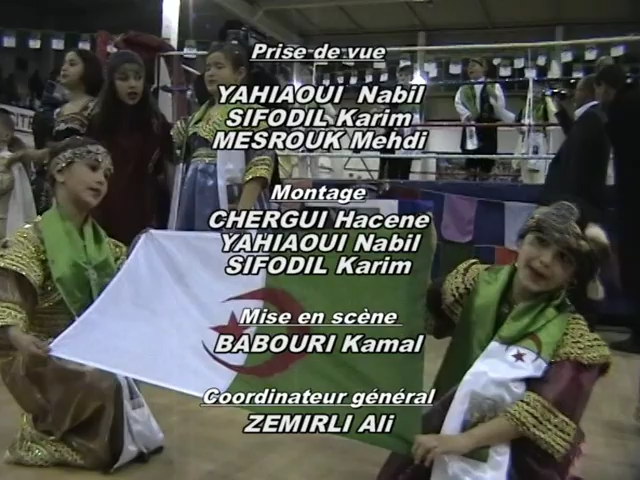 Prise de vue
YAHIAOUI Nabil
SIFODIL Karim
MESROUK Mehdi
Montage
CHERGUI Hacene
YAHIAOUI Nabil
SIFODIL Karim
Mise en scène
BABOURI Kamal
Coordinateur général
ZEMIRLI Ali